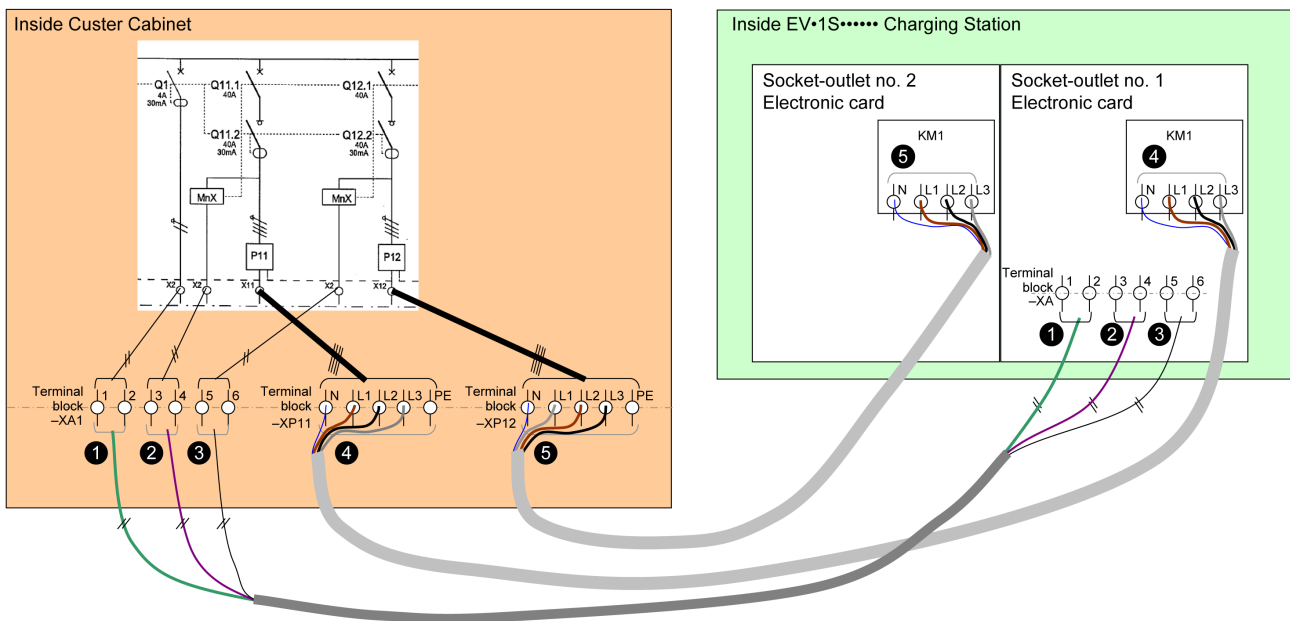 Inside Custer Cabinet
Q1
4A
30mA
Q11.1
40A
Q12.1
40A
Q11.2
40A
30mA
Q12.2
40A
30mA
MnX
MnX
P11
P12
X2
X2
X11
X2
X12
Terminal block –XA1
1 2 3 4 5 6
1 2 3
Terminal block –XP11
N L1 L2 L3 PE
4
Terminal block –XP12
N L1 L2 L3 PE
5
Inside EV•1S•••••• Charging Station
Socket-outlet no. 2
Electronic card
KM1
5
N L1 L2 L3
Socket-outlet no. 1
Electronic card
KM1
4
N L1 L2 L3
Terminal block –XA
1 2 3 4 5 6
1 2 3